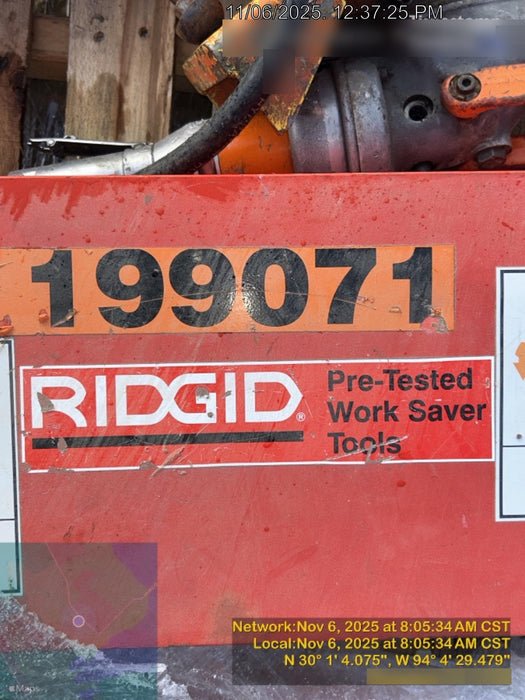 11/06/2025, 12:37:25 PM
199071
RIDGID®
Pre-Tested
Work Saver
Tools
Network:Nov 6, 2025 at 8:05:34 AM CST
Local:Nov 6, 2025 at 8:05:34 AM CST
N 30° 1' 4.075", W 94° 4' 29.479"
Maps